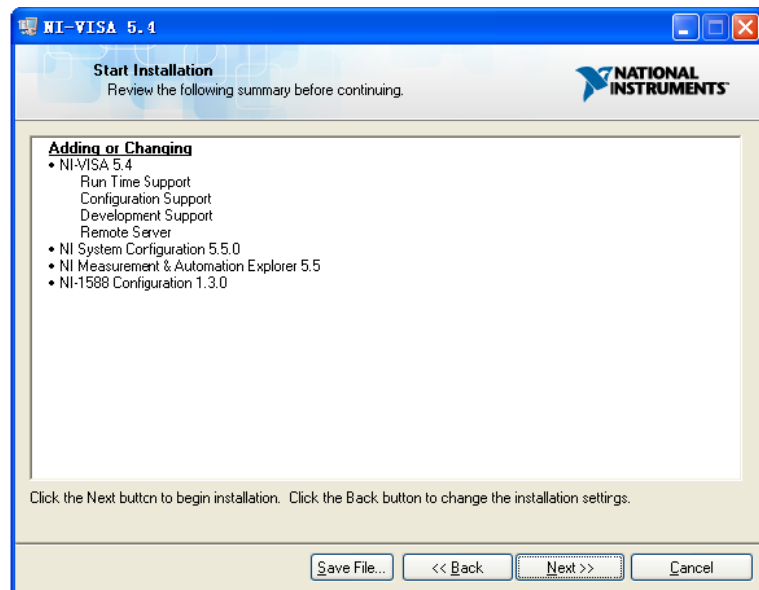 NI-VISA 5.4
Start Installation
Review the following summary before continuing.
NATIONAL
INSTRUMENTS™
Adding or Changing
• NI-VISA 5.4
Run Time Support
Configuration Support
Development Support
Remote Server
• NI System Configuration 5.5.0
• NI Measurement & Automation Explorer 5.5
• NI-1588 Configuration 1.3.0
Click the Next button to begin installation. Click the Back button to change the installation settings.
Save File... << Back Next >> Cancel